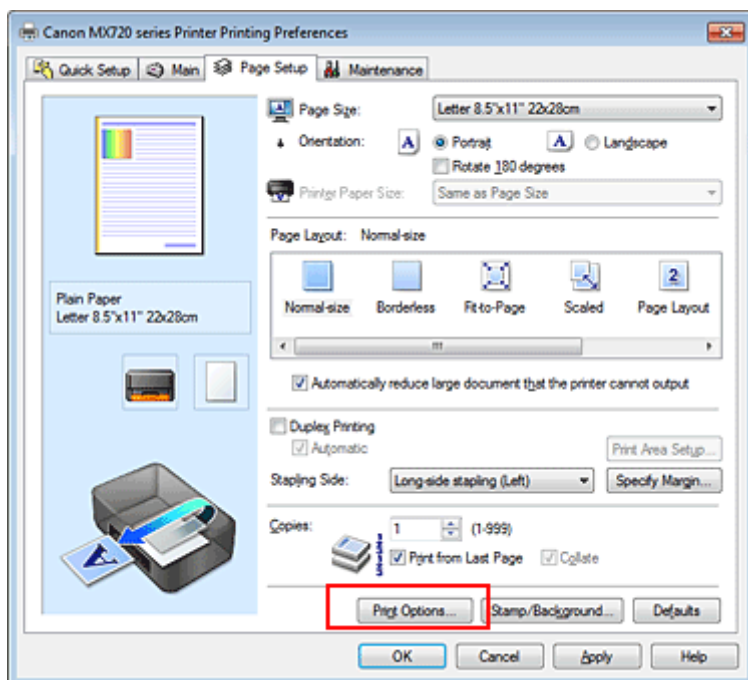 Canon MX720 series Printer Printing Preferences
Quick Setup Main Page Setup Maintenance
Page Size: Letter 8.5"x11" 22x28cm
Orientation: A Portrait A Landscape
Rotate 180 degrees
Printer Paper Size: Same as Page Size
Page Layout: Normal-size
2
Normal-size Borderless Fit-to-Page Scaled Page Layout
Plain Paper
Letter 8.5"x11" 22x28cm
Automatically reduce large document that the printer cannot output
Duplex Printing
Automatic Print Area Setup...
Stapling Side: Long-side stapling (Left) Specify Margin...
Copies: 1 (1-999)
Print from Last Page Collate
A
Print Options... Stamp/Background... Defaults
OK Cancel Apply Help